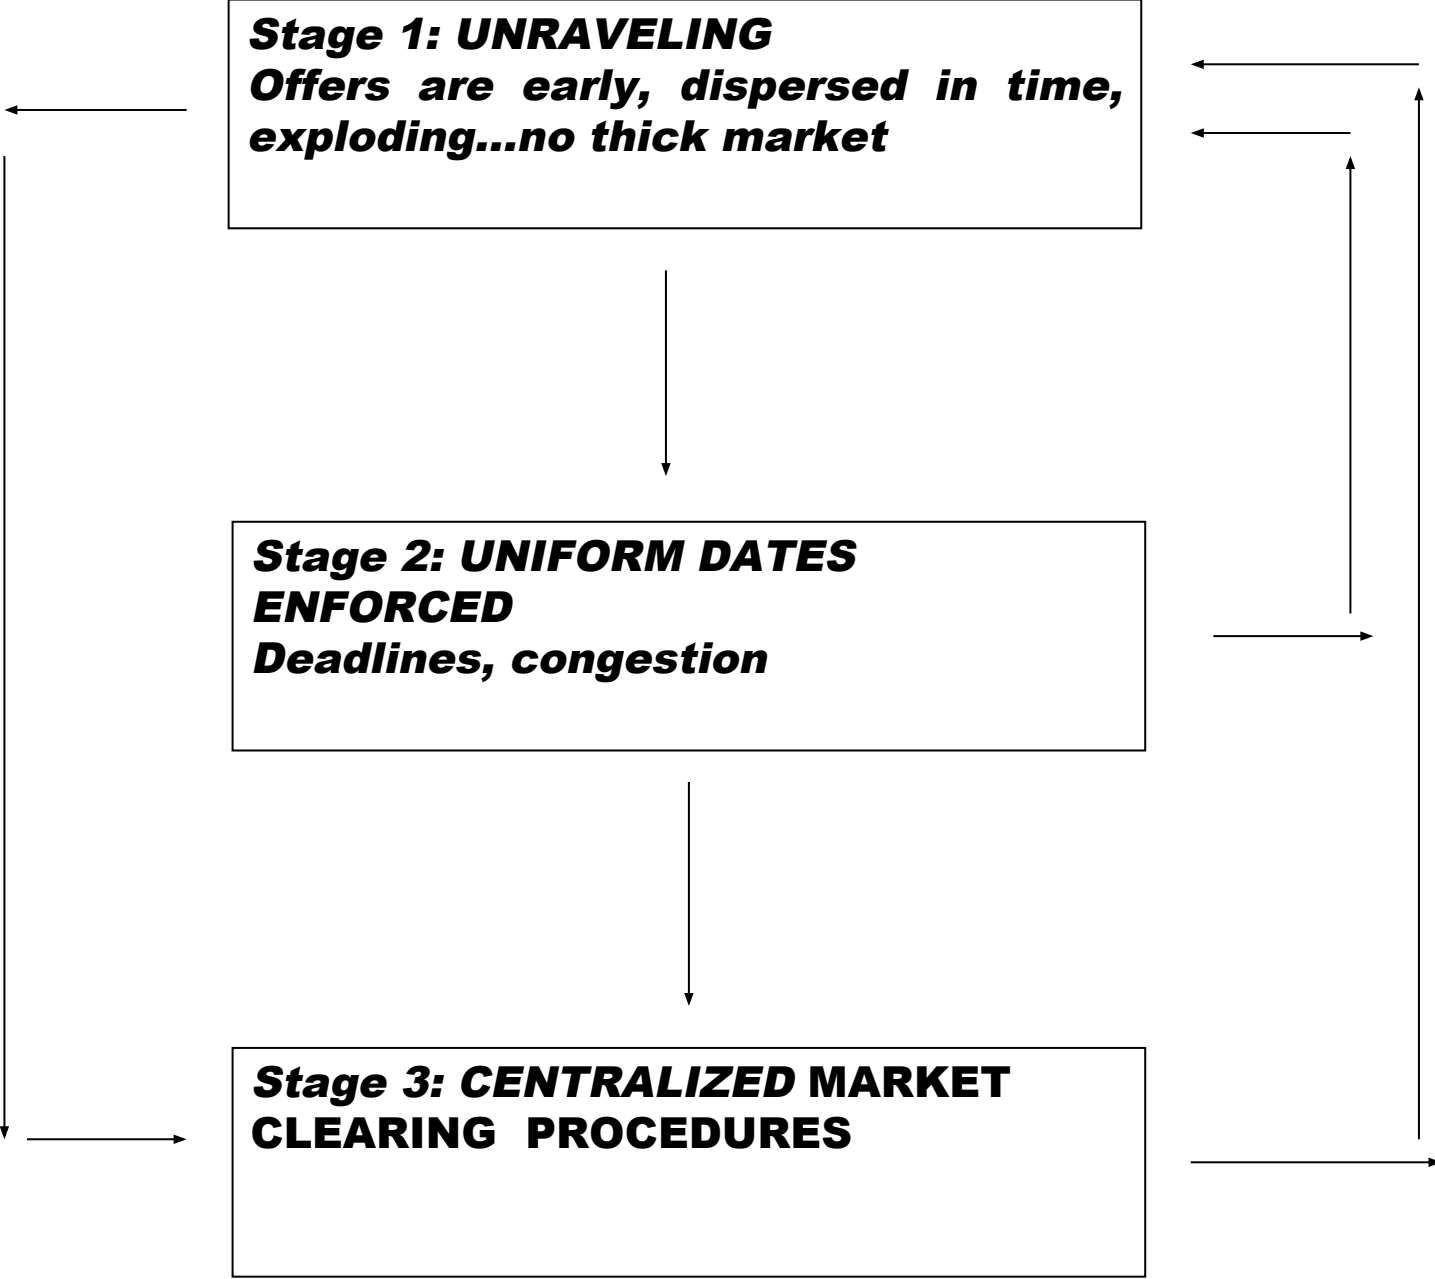 Stage 1: UNRAVELING
Offers are early, dispersed in time,
exploding…no thick market
Stage 2: UNIFORM DATES
ENFORCED
Deadlines, congestion
Stage 3: CENTRALIZED MARKET
CLEARING PROCEDURES